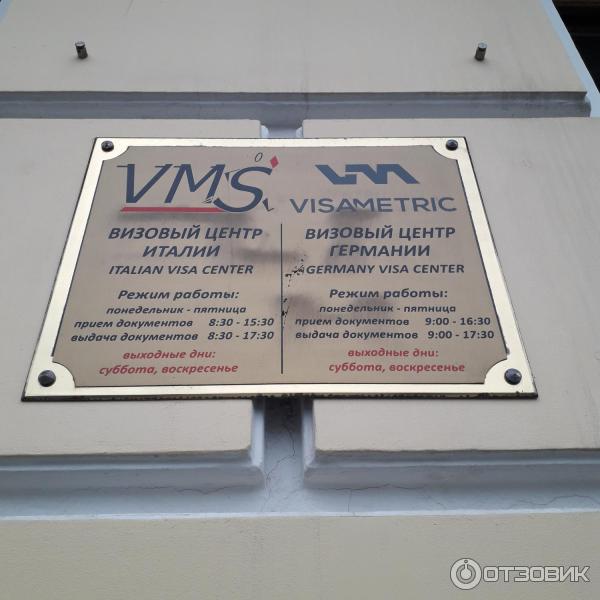 VMS
ВИЗОВЫЙ ЦЕНТР
ИТАЛИИ
ITALIAN VISA CENTER
Режим работы:
понедельник - пятница
прием документов 8:30 - 15:30
выдача документов 8:30 - 17:30
выходные дни:
суббота, воскресенье
VM
VISAMETRIC
ВИЗОВЫЙ ЦЕНТР
ГЕРМАНИИ
GERMANY VISA CENTER
Режим работы:
понедельник - пятница
прием документов 9:00 - 16:30
выдача документов 9:00 - 17:30
выходные дни:
суббота, воскресенье
ОТЗОВИК